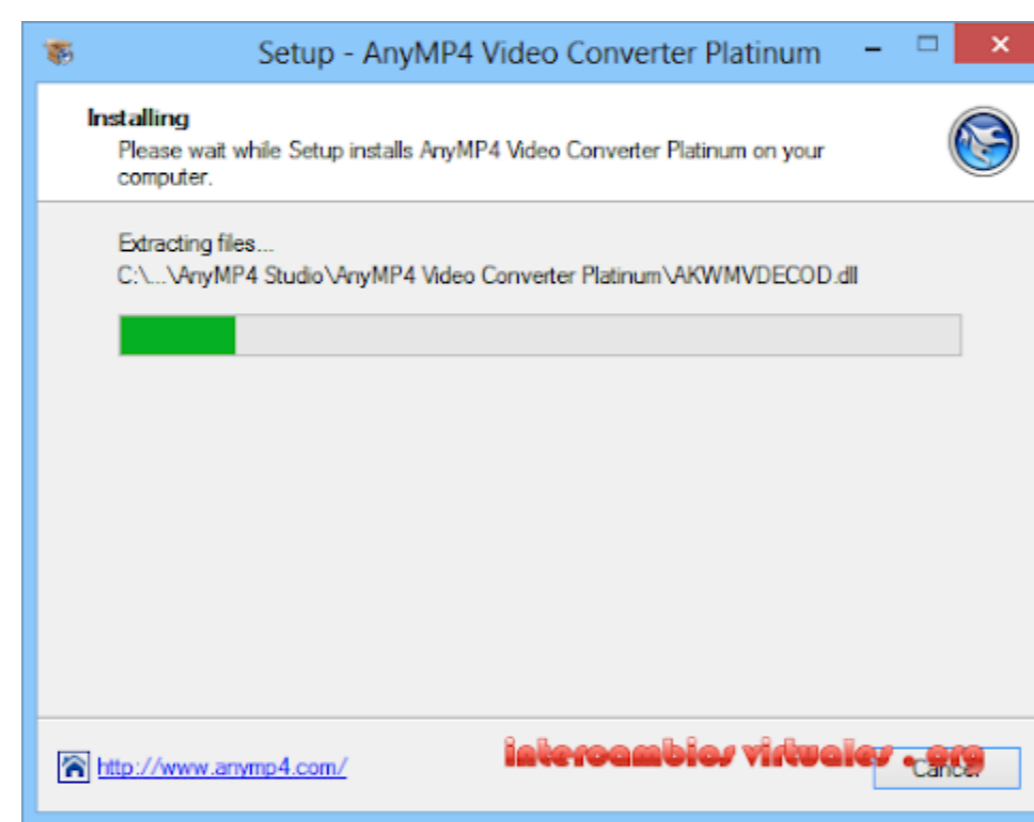 Setup - AnyMP4 Video Converter Platinum
Installing
Please wait while Setup installs AnyMP4 Video Converter Platinum on your
computer.
Extracting files...
C:\...\AnyMP4 Studio\AnyMP4 Video Converter Platinum\AKWMVDECOD.dll
http://www.anymp4.com/
intercambios virtuales . org
Cancel